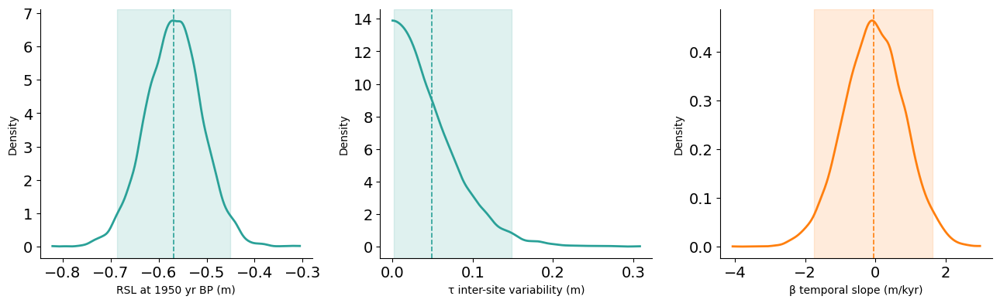 7
6
5
4
3
2
1
0
Density
−0.8 −0.7 −0.6 −0.5 −0.4 −0.3
RSL at 1950 yr BP (m)
14
12
10
8
6
4
2
0
Density
0.0 0.1 0.2 0.3
τ inter-site variability (m)
0.4
0.3
0.2
0.1
0.0
Density
−4 −2 0 2
β temporal slope (m/kyr)